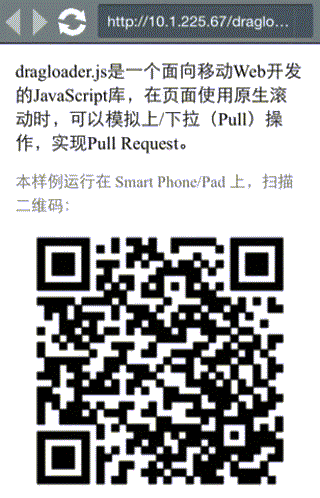 http://10.1.225.67/draglo...
dragloader.js是一个面向移动Web开发
的JavaScript库，在页面使用原生滚
动时，可以模拟上/下拉（Pull）操
作，实现Pull Request。
本样例运行在 Smart Phone/Pad 上，扫描
二维码：